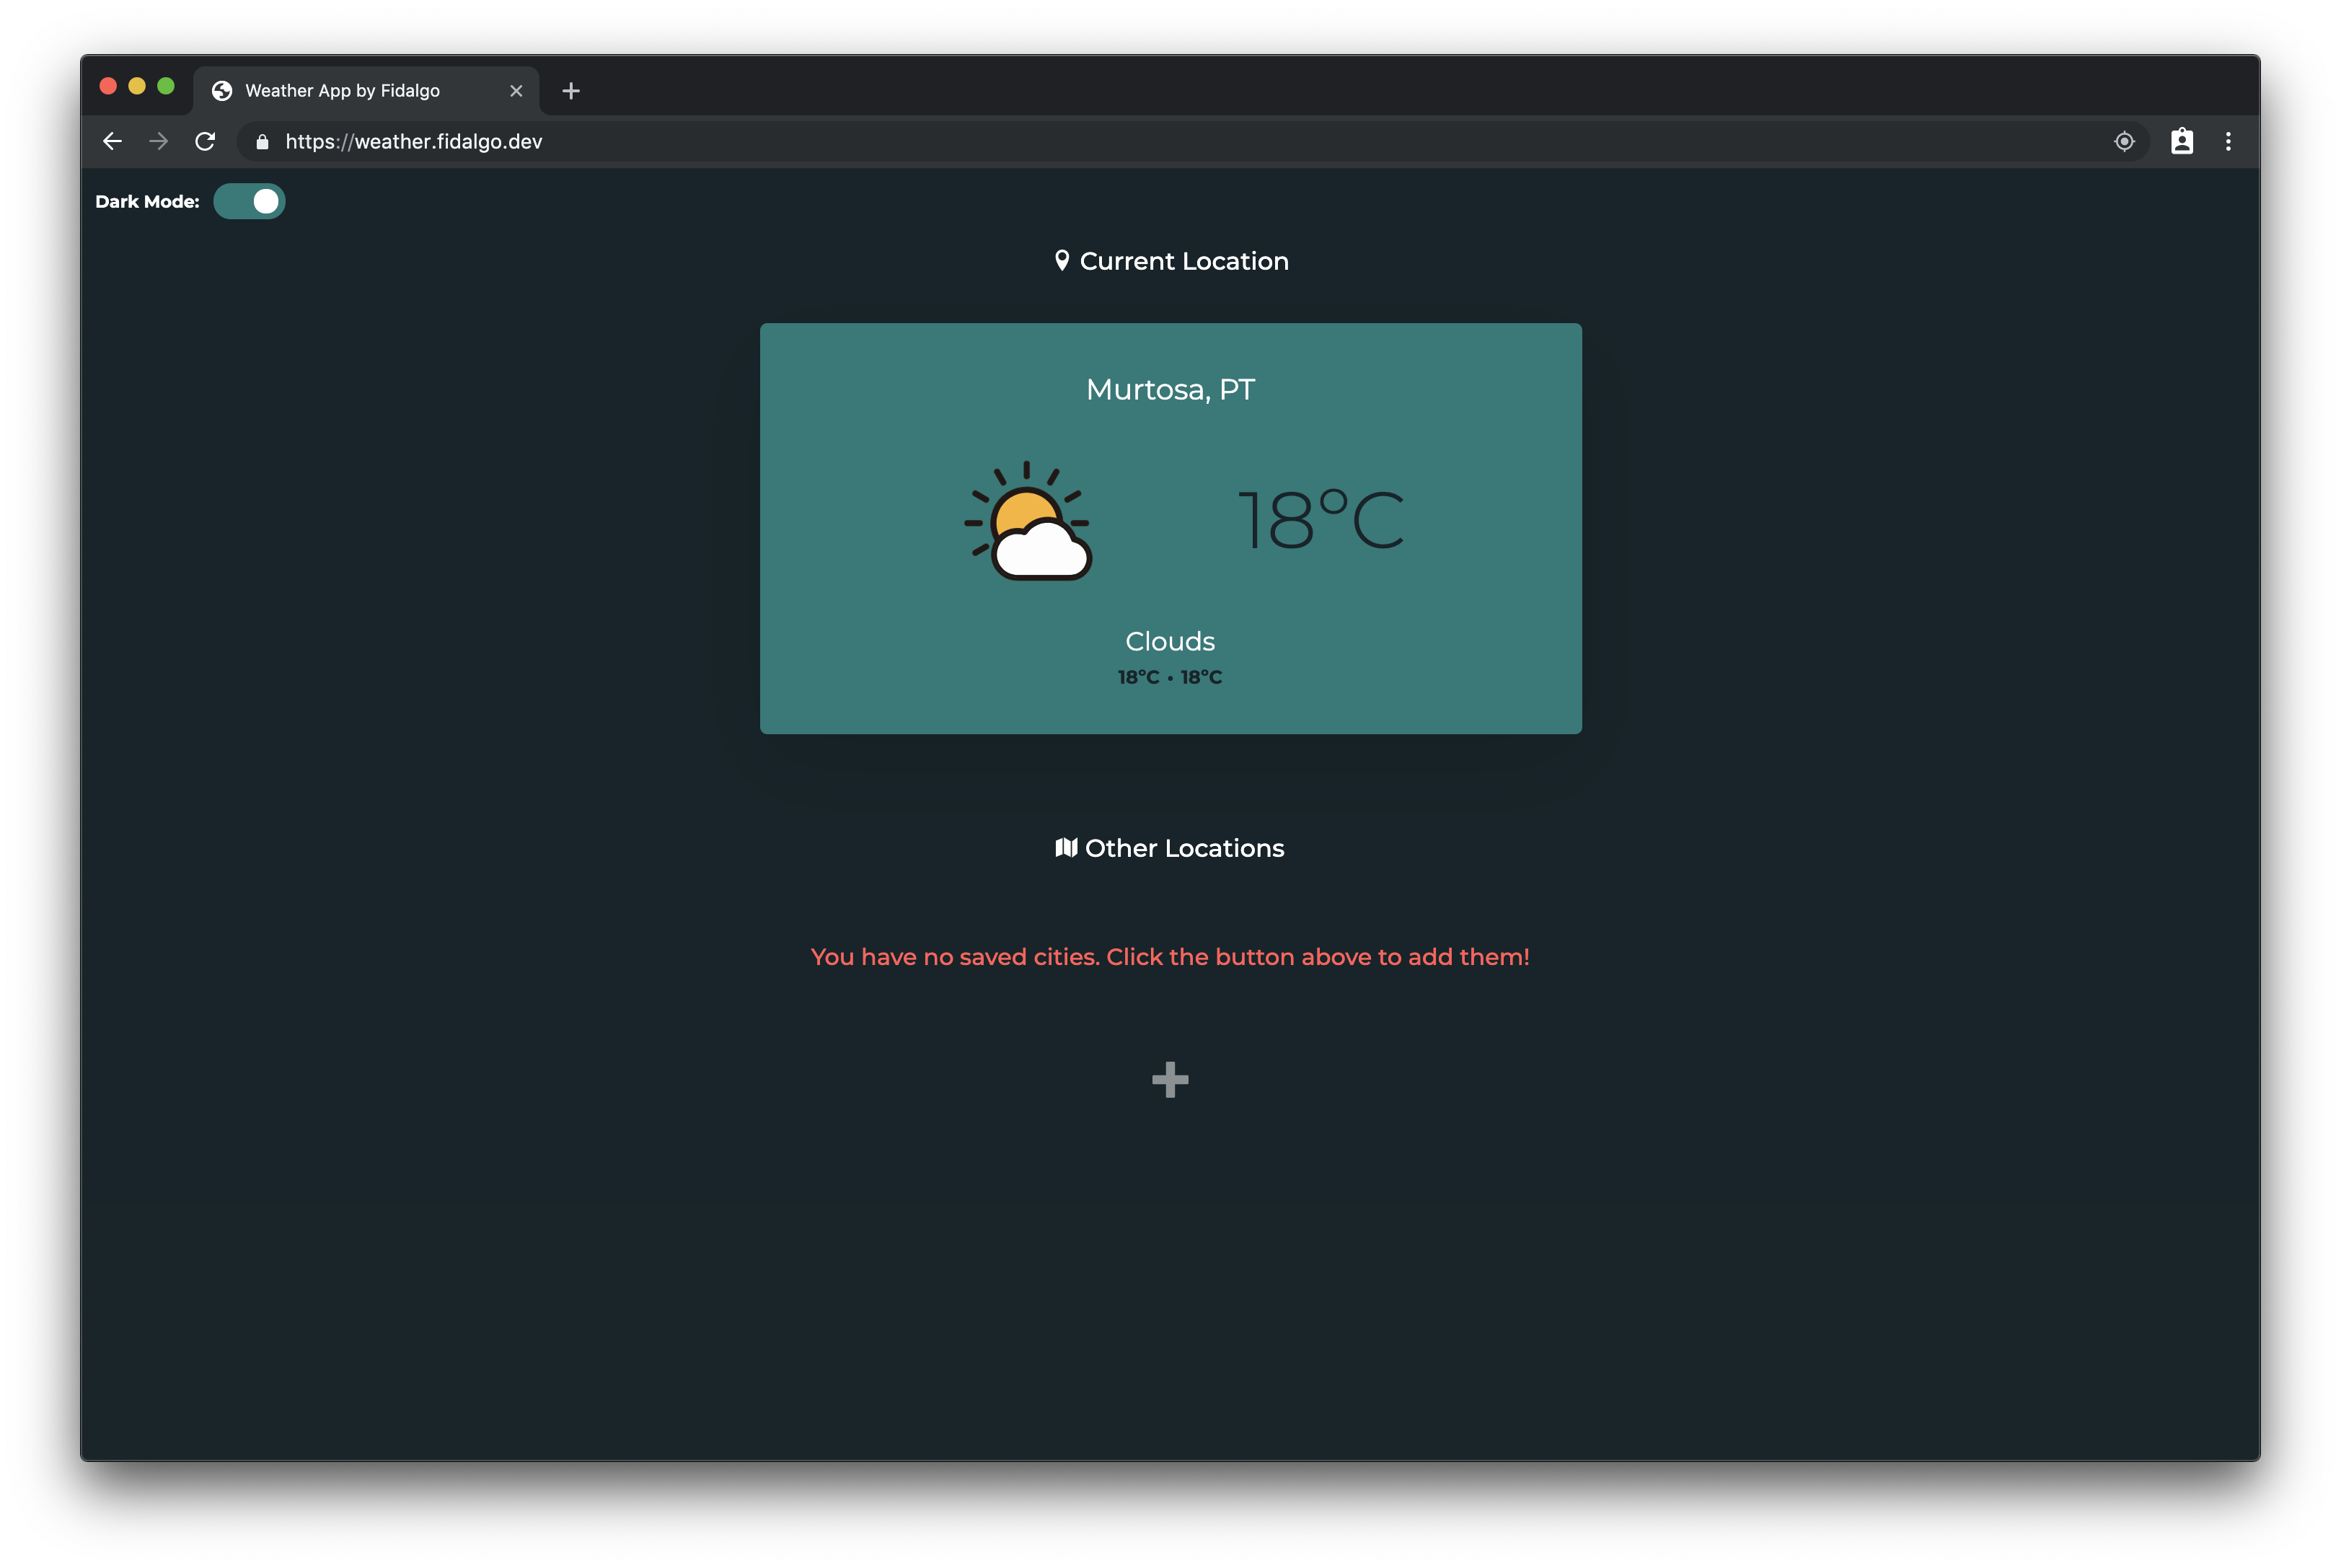 Weather App by Fidalgo
https://weather.fidalgo.dev
Dark Mode:
Current Location
Murtosa, PT
18°C
Clouds
18°C • 18°C
Other Locations
You have no saved cities. Click the button above to add them!